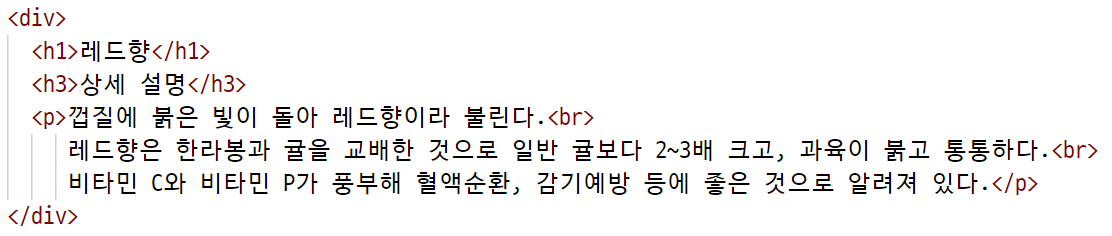 <div>
<h1>레드향</h1>
<h3>상세 설명</h3>
<p>껍질에 붉은 빛이 돌아 레드향이라 불린다.<br>
레드향은 한라봉과 귤을 교배한 것으로 일반 귤보다 2~3배 크고, 과육이 붉고 통통하다.<br>
비타민 C와 비타민 P가 풍부해 혈액순환, 감기예방 등에 좋은 것으로 알려져 있다.</p>
</div>